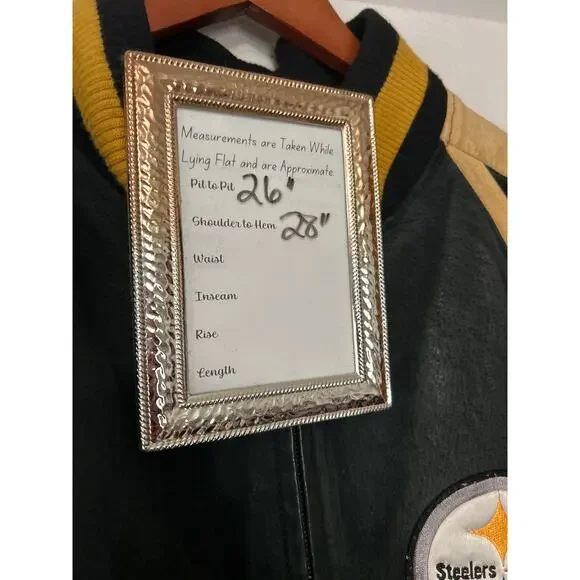 Measurements are Taken While
Lying Flat and are Approximate.
Pit to Pit 26"
Shoulder to Hem 28"
Waist
Inseam
Rise
Length
Steelers